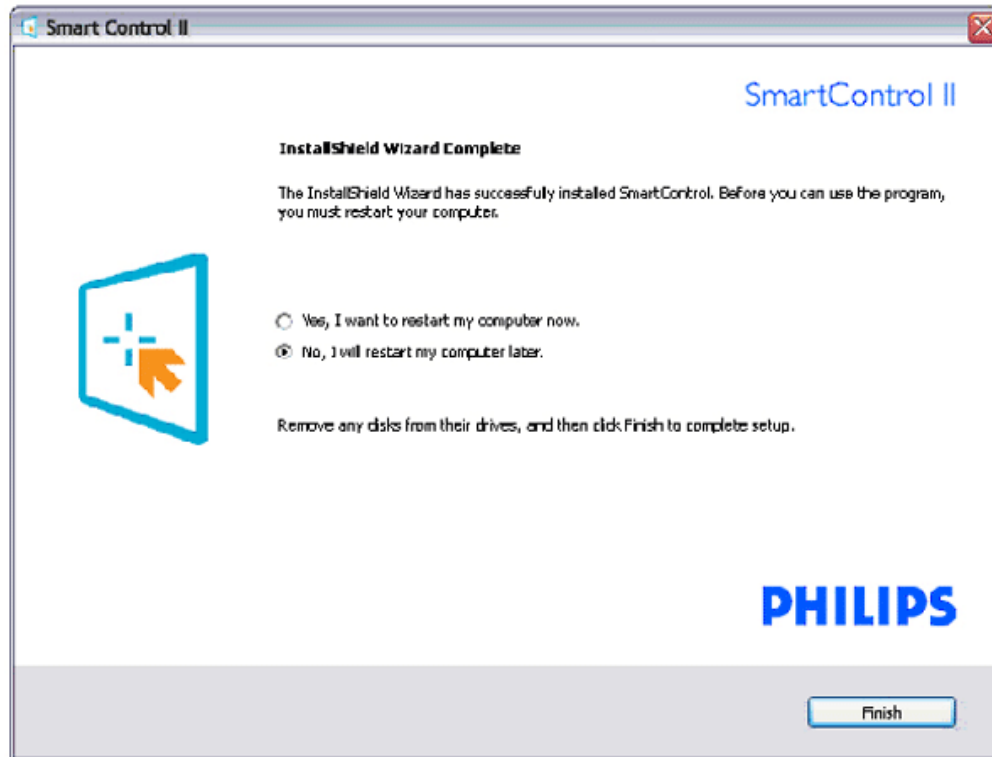 Smart Control II
SmartControl II
InstallShield Wizard Complete
The InstallShield Wizard has successfully installed SmartControl. Before you can use the program,
you must restart your computer.
Yes, I want to restart my computer now.
No, I will restart my computer later.
Remove any disks from their drives, and then click Finish to complete setup.
PHILIPS
Finish